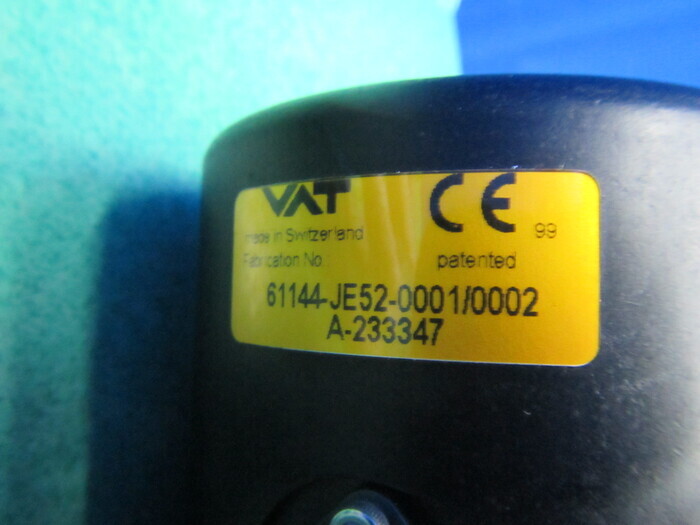 VAT CE 99
made in Switzerland
Fabrication No. patented
61144-JE52-0001/0002
A-233347